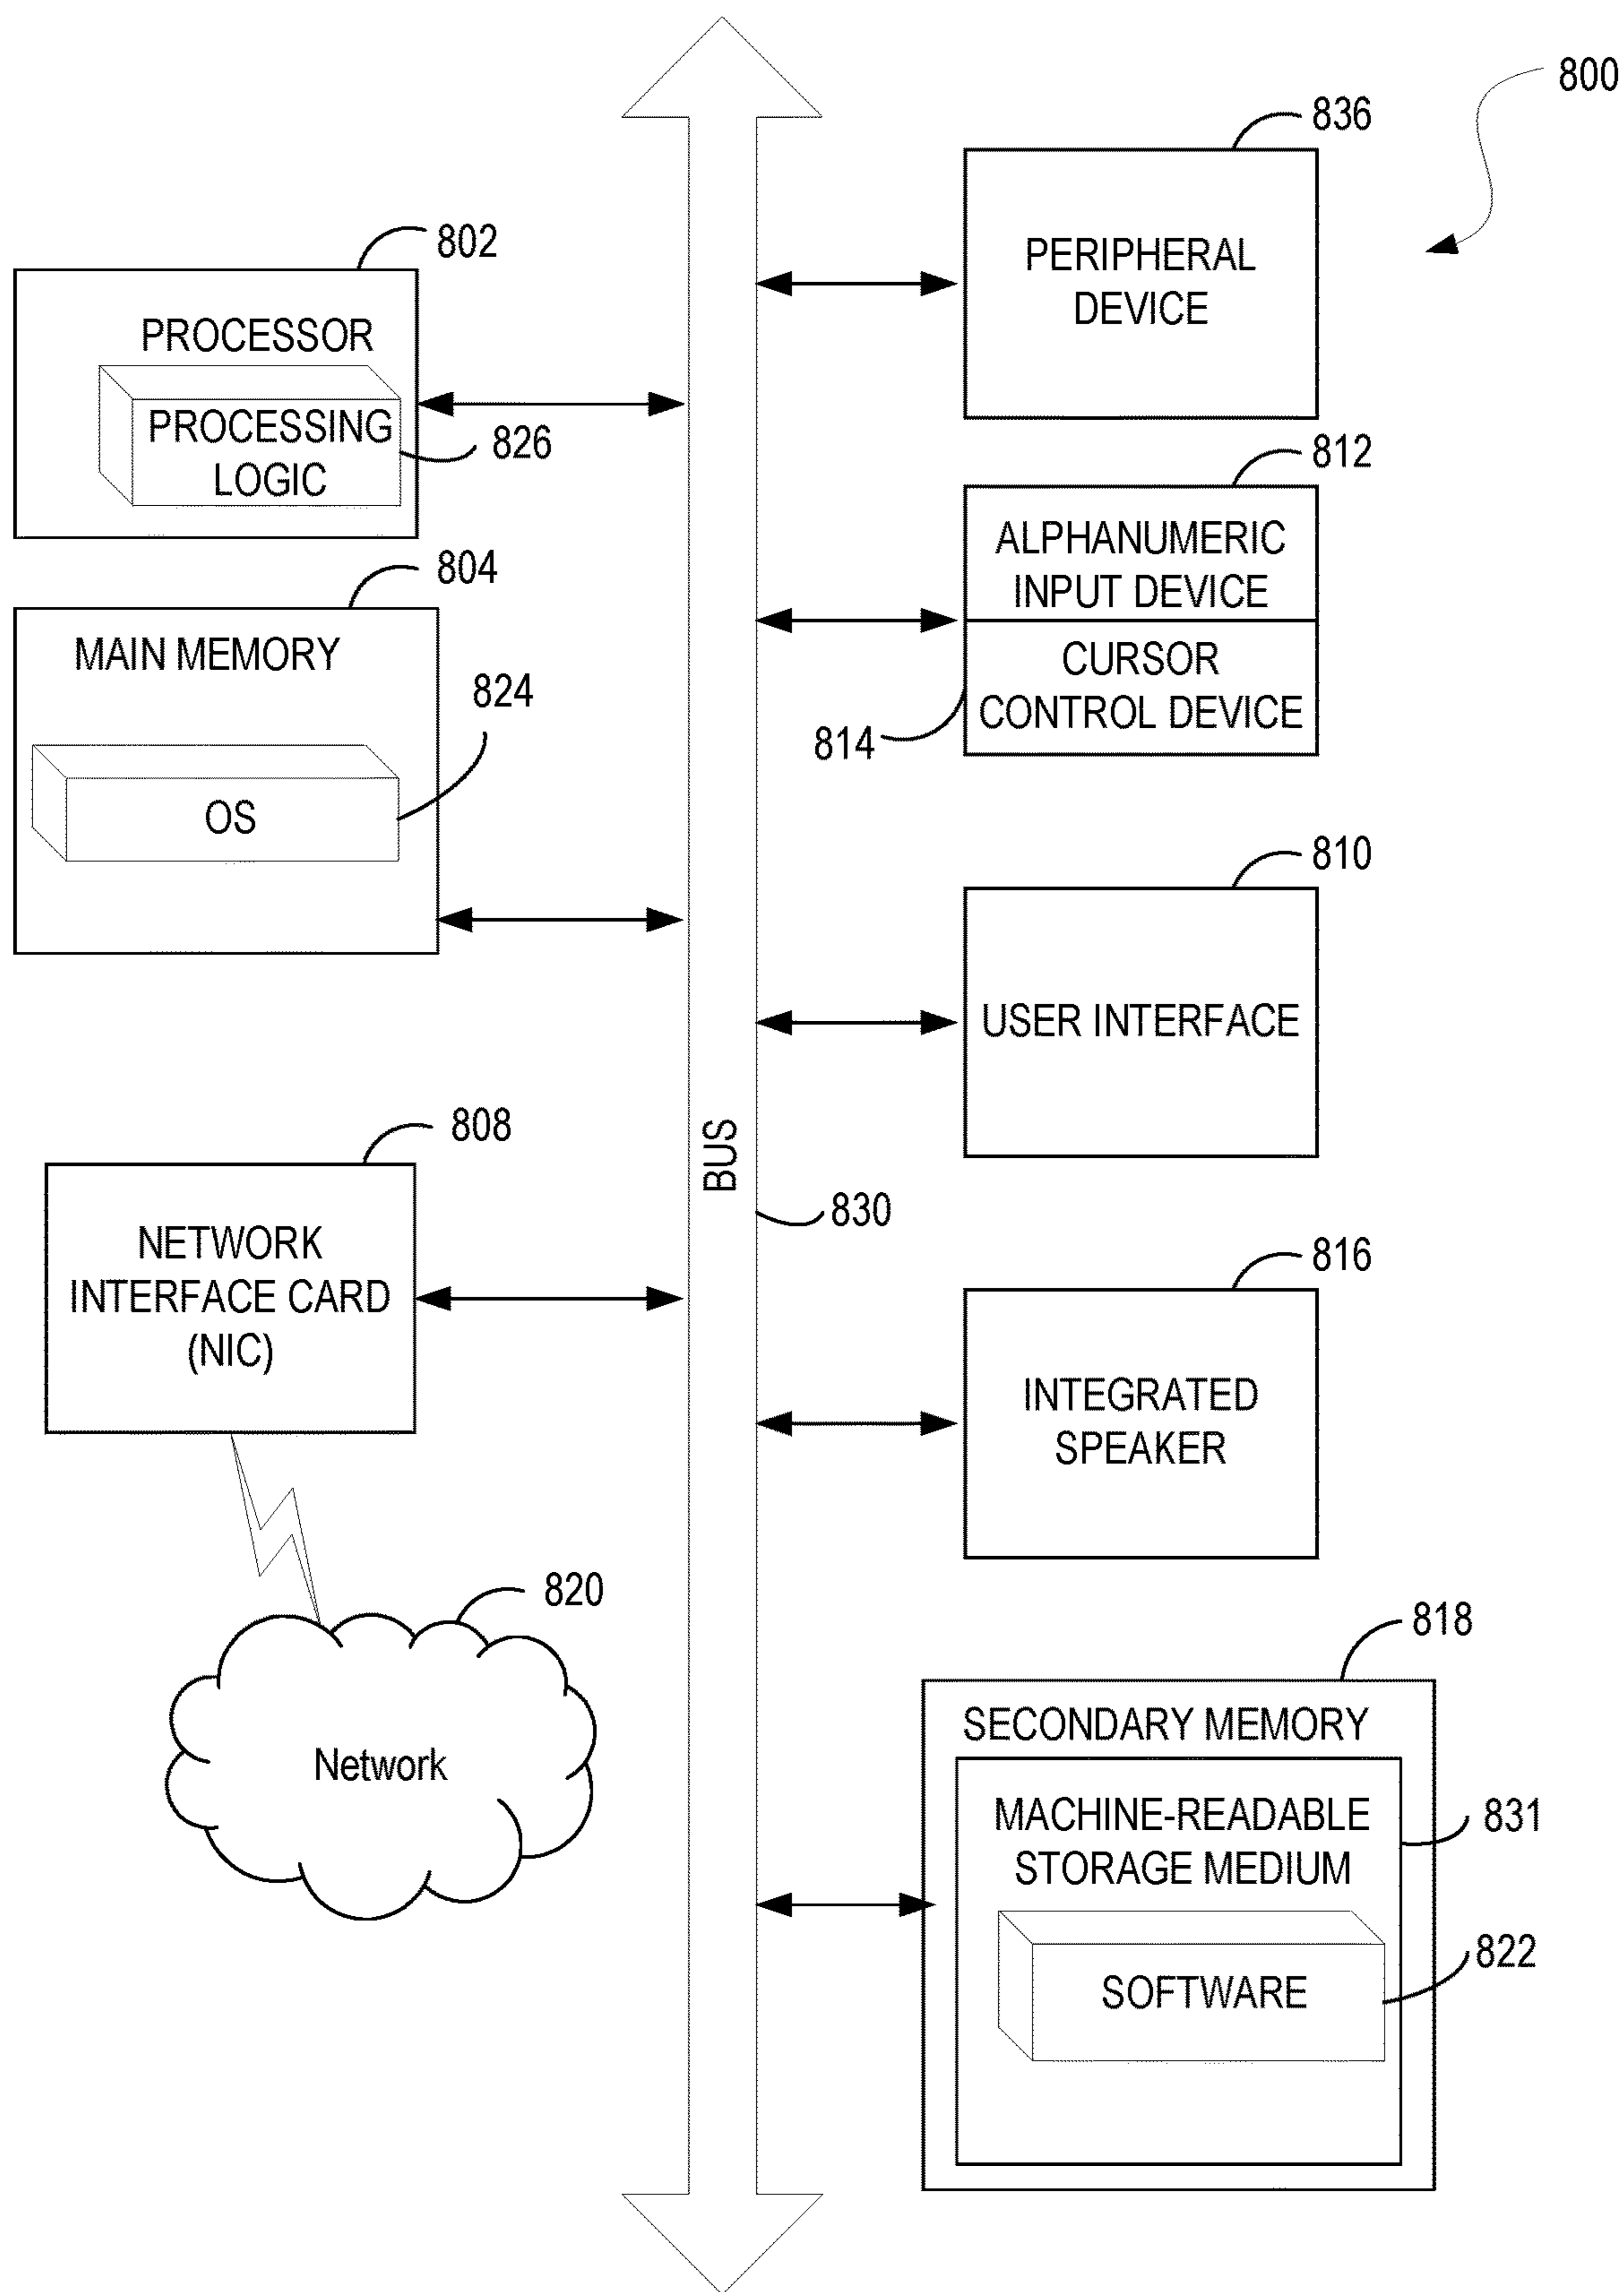 800
836
PERIPHERAL
DEVICE
802
PROCESSOR
PROCESSING
LOGIC
826
812
ALPHANUMERIC
INPUT DEVICE
CURSOR
CONTROL DEVICE
814
804
MAIN MEMORY
824
OS
810
USER INTERFACE
808
NETWORK
INTERFACE CARD
(NIC)
BUS
830
816
INTEGRATED
SPEAKER
820
Network
818
SECONDARY MEMORY
MACHINE-READABLE
STORAGE MEDIUM
831
SOFTWARE
822